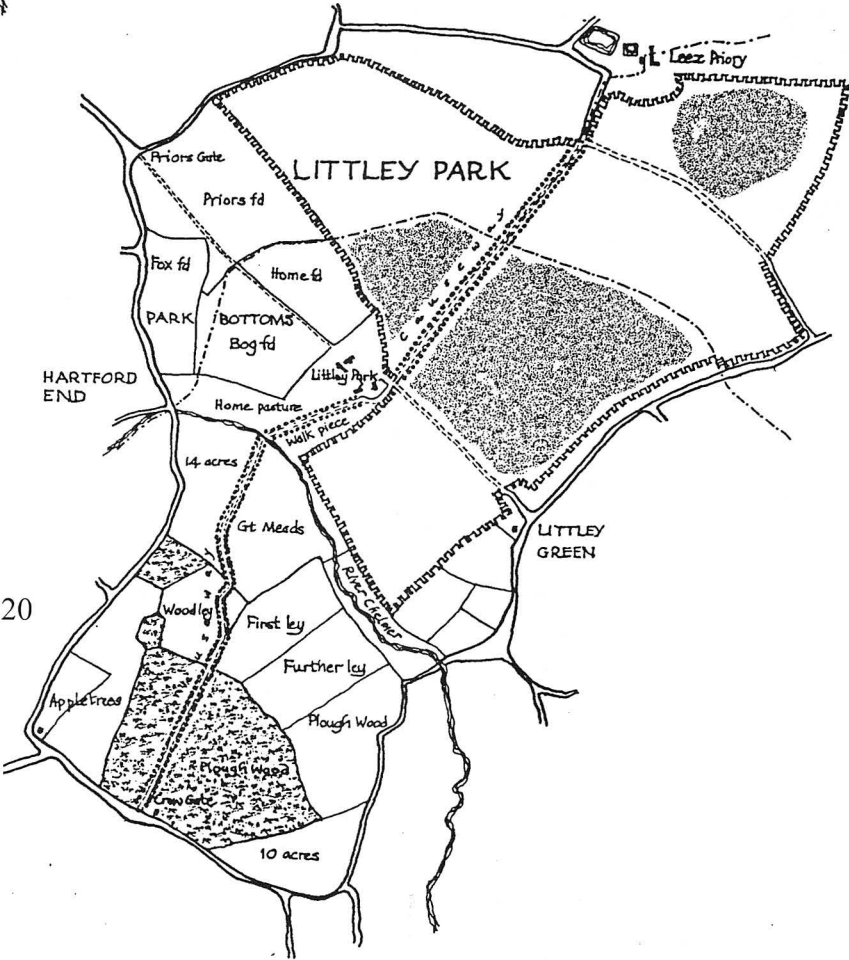 Leez Priory
Priors Gate
LITTLEY PARK
Priors fd
Fox fd
Home fd
PARK
BOTTOMS
Bog fd
Causeway
HARTFORD
END
Littley Park
Home pasture
Walk piece
14 acres
Gt Meads
LITTLEY
GREEN
River Chelmer
20
Woodley
Causeway
First ley
Further ley
Appletrees
Plough Wood
Plough Wood
Crow Gate
10 acres